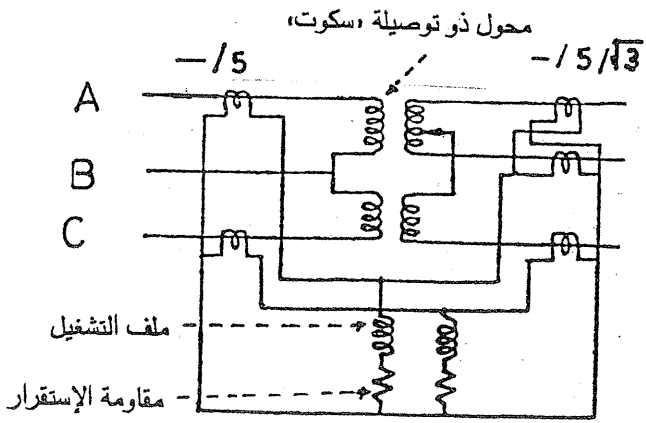 محول ذو توصيلة ،سكوت،
— / 5
— / 5 / √3
A
B
C
ملف التشغيل
مقاومة الإستقرار